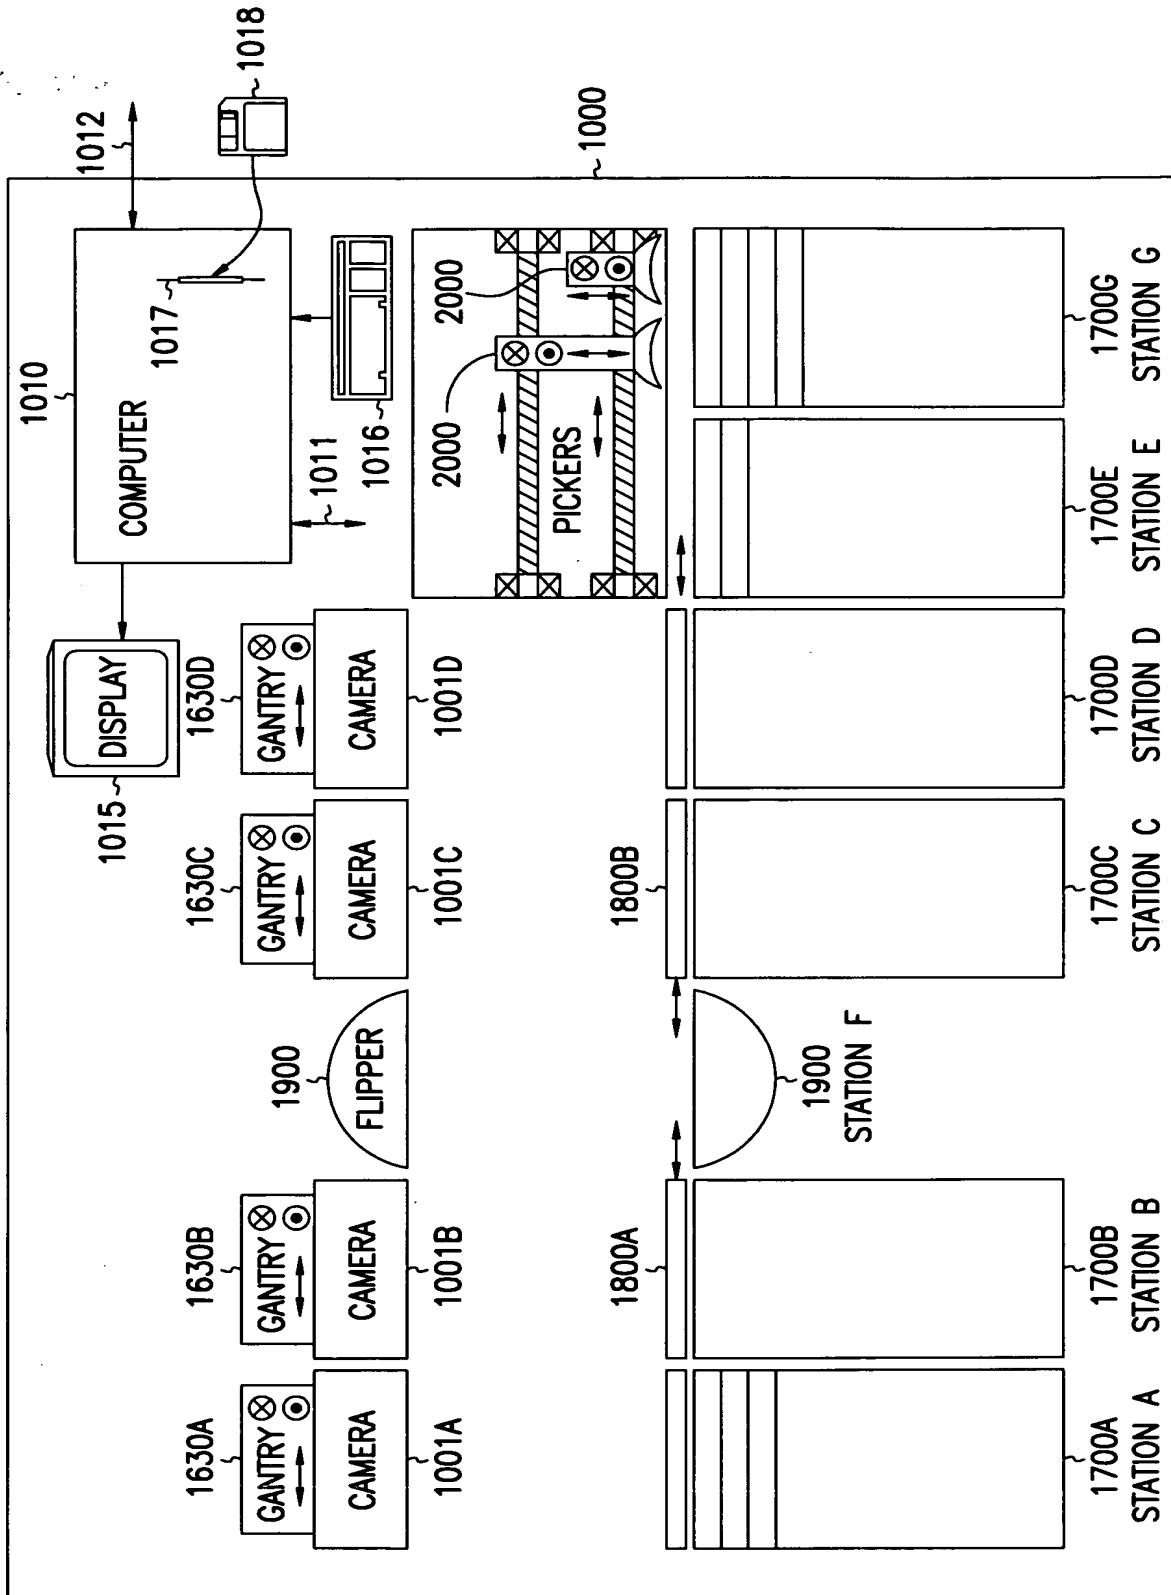 1012
1018
1010
COMPUTER
1017
1015
DISPLAY
1011
1016
1000
1630A
GANTRY
CAMERA
1001A
1630B
GANTRY
CAMERA
1001B
1900
FLIPPER
1630C
GANTRY
CAMERA
1001C
1630D
GANTRY
CAMERA
1001D
2000
2000
PICKERS
1800A
1800B
1700A
STATION A
1700B
STATION B
1900
STATION F
1700C
STATION C
1700D
STATION D
1700E
STATION E
1700G
STATION G